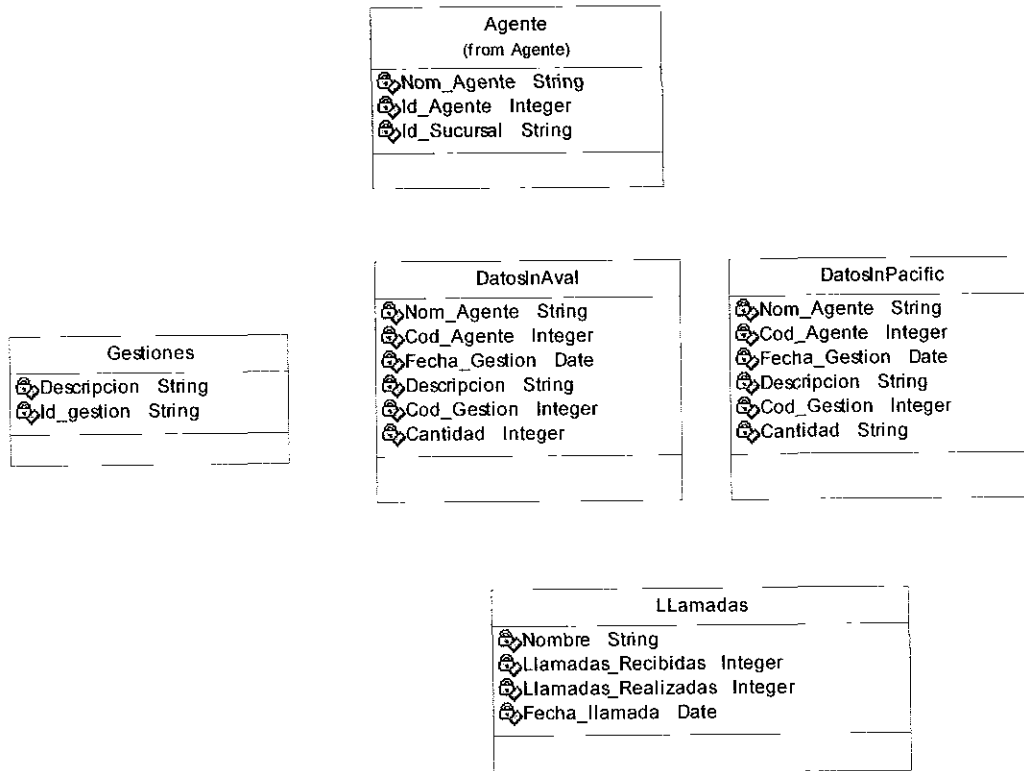 Agente
(from Agente)
Nom_Agente String
Id_Agente Integer
Id_Sucursal String
DatosInAval
Nom_Agente String
Cod_Agente Integer
Fecha_Gestion Date
Descripcion String
Cod_Gestion Integer
Cantidad Integer
DatosInPacific
Nom_Agente String
Cod_Agente Integer
Fecha_Gestion Date
Descripcion String
Cod_Gestion Integer
Cantidad String
Gestiones
Descripcion String
Id_gestion String
LLamadas
Nombre String
Llamadas_Recibidas Integer
Llamadas_Realizadas Integer
Fecha_llamada Date